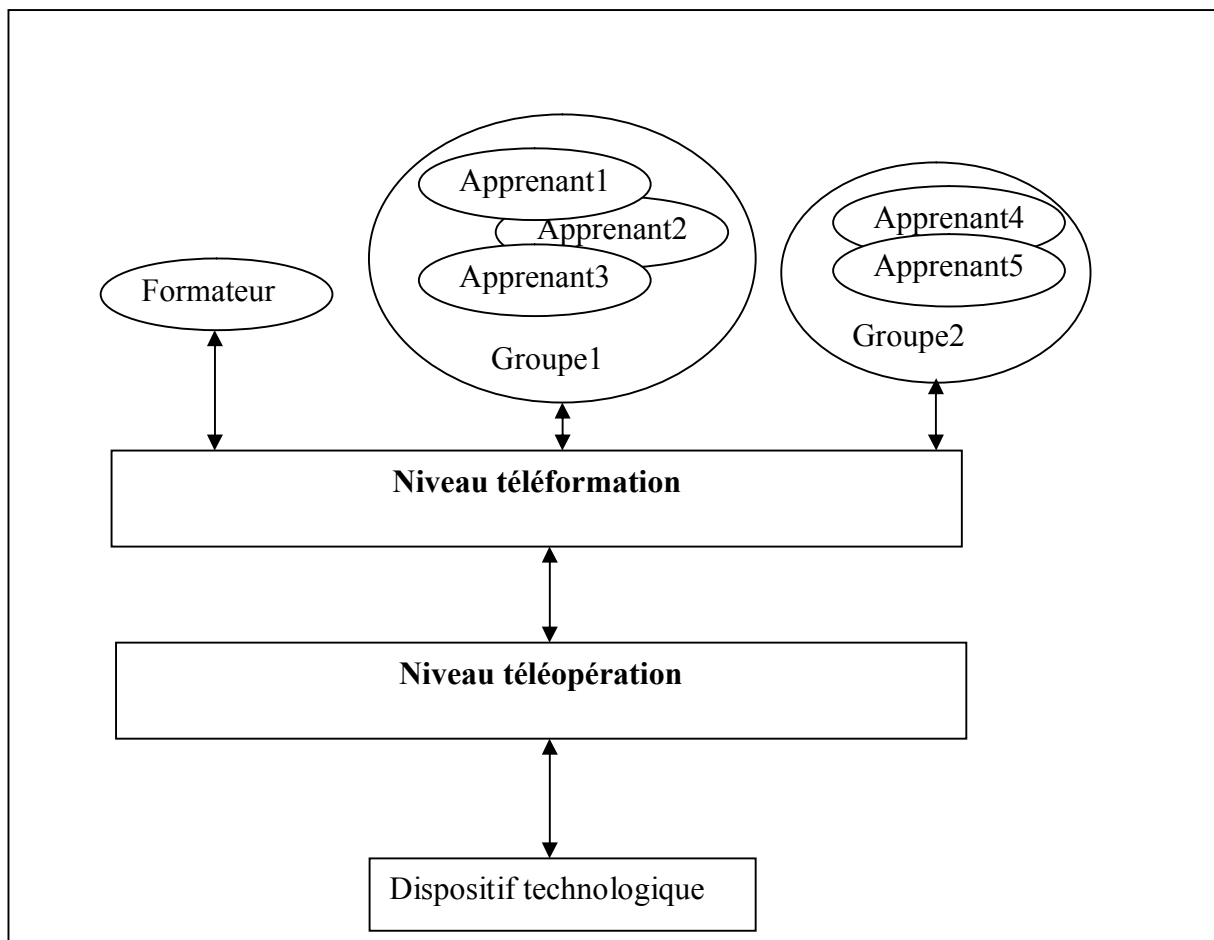 Apprenant1
Apprenant2
Apprenant3
Groupe1
Apprenant4
Apprenant5
Groupe2
Formateur
Niveau téléformation
Niveau téléopération
Dispositif technologique